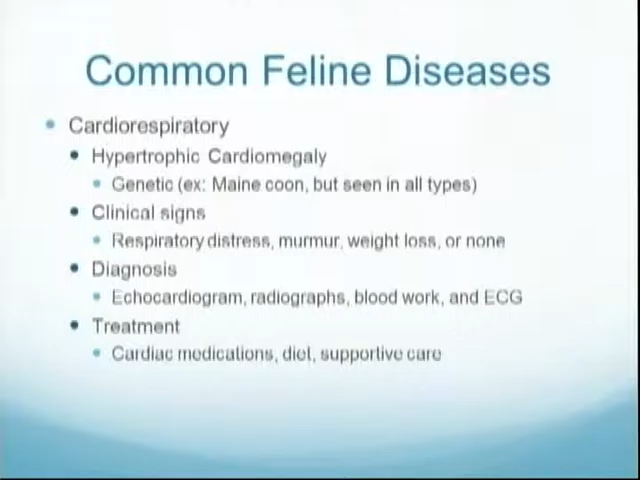 Common Feline Diseases
Cardiorespiratory
Hypertrophic Cardiomegaly
Genetic (ex: Maine coon, but seen in all types)
Clinical signs
Respiratory distress, murmur, weight loss, or none
Diagnosis
Echocardiogram, radiographs, blood work, and ECG
Treatment
Cardiac medications, diet, supportive care